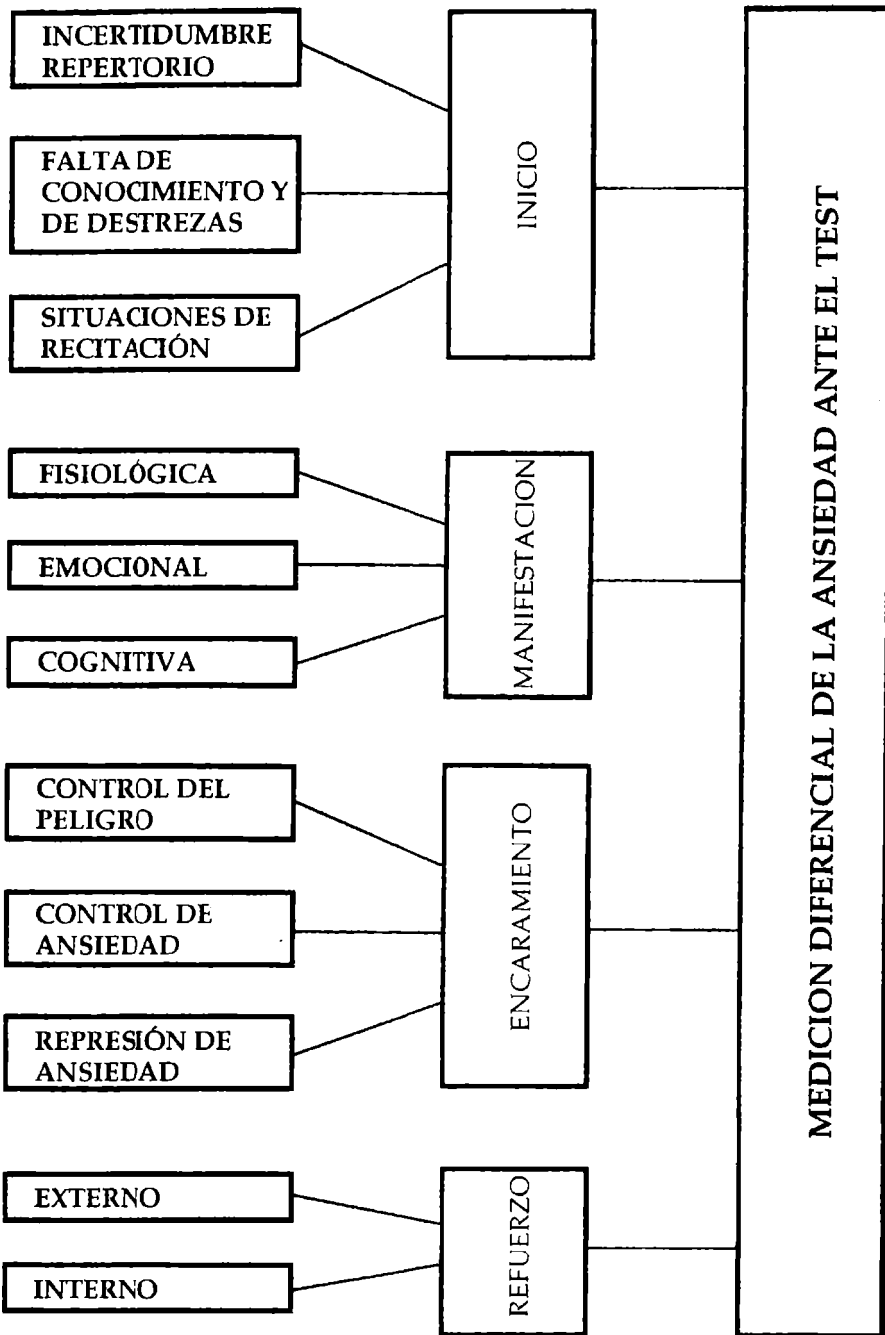 INCERTIDUMBRE
REPERTORIO
FALTA DE
CONOCIMIENTO Y
DE DESTREZAS
SITUACIONES DE
RECITACIÓN
INICIO
FISIOLÓGICA
EMOCIONAL
COGNITIVA
MANIFESTACION
CONTROL DEL
PELIGRO
CONTROL DE
ANSIEDAD
REPRESIÓN DE
ANSIEDAD
ENCARAMIENTO
EXTERNO
INTERNO
REFUERZO
MEDICION DIFERENCIAL DE LA ANSIEDAD ANTE EL TEST